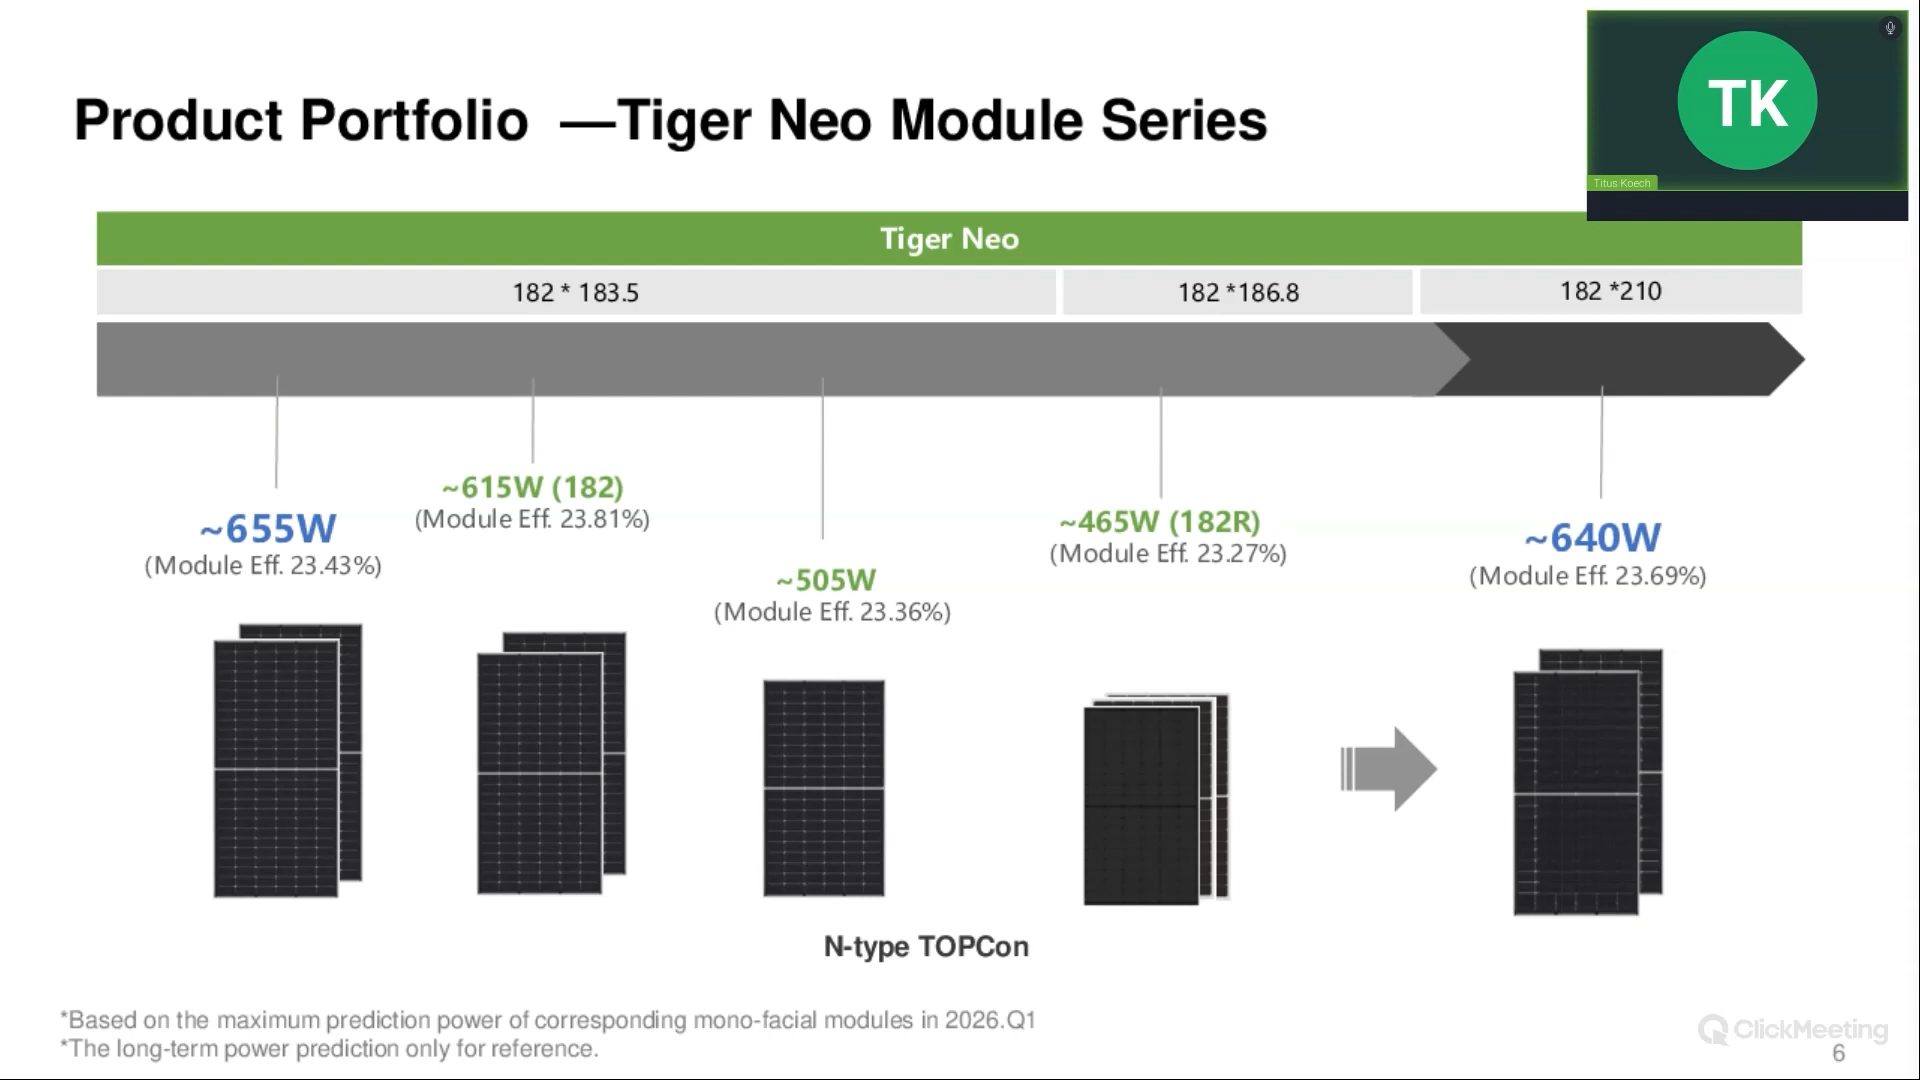 TK
Titus Koech
Product Portfolio —Tiger Neo Module Series
Tiger Neo
182 * 183.5
182 *186.8
182 *210
~655W
(Module Eff. 23.43%)
~615W (182)
(Module Eff. 23.81%)
~505W
(Module Eff. 23.36%)
~465W (182R)
(Module Eff. 23.27%)
~640W
(Module Eff. 23.69%)
N-type TOPCon
*Based on the maximum prediction power of corresponding mono-facial modules in 2026.Q1
*The long-term power prediction only for reference.
ClickMeeting
6